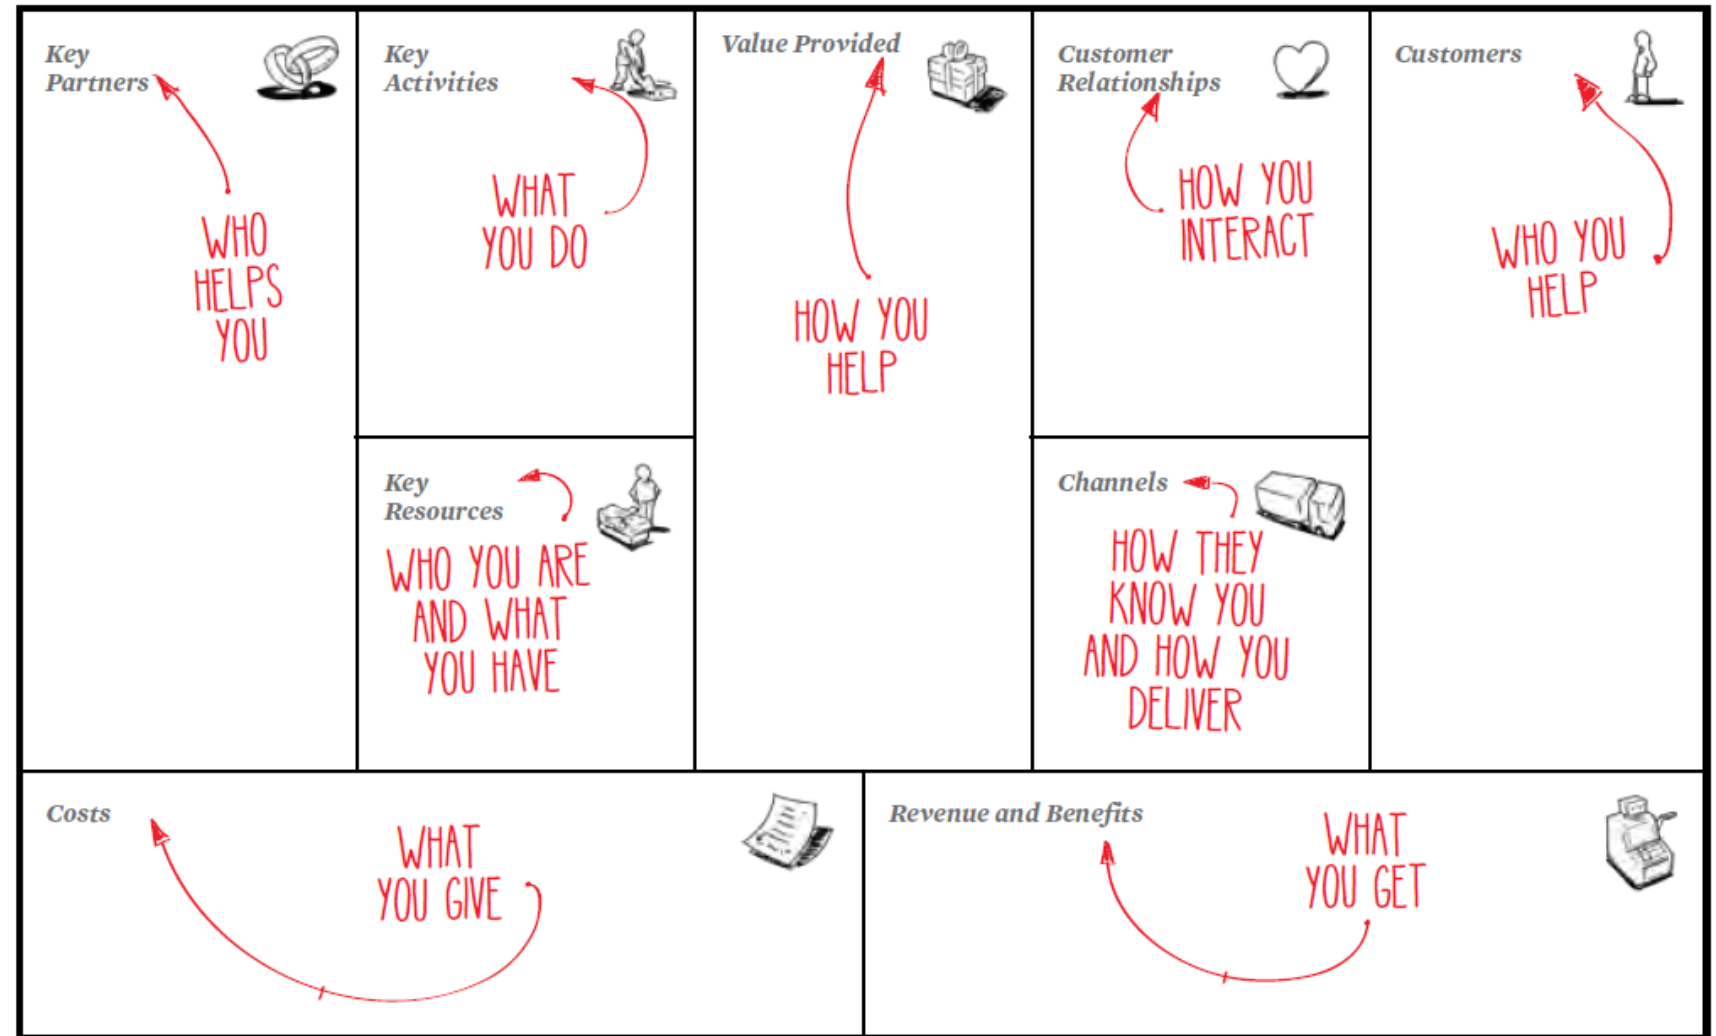 Key
Partners
WHO
HELPS
YOU
Key
Activities
WHAT
YOU DO
Key
Resources
WHO YOU ARE
AND WHAT
YOU HAVE
Value Provided
HOW YOU
HELP
Customer
Relationships
HOW YOU
INTERACT
Channels
HOW THEY
KNOW YOU
AND HOW YOU
DELIVER
Customers
WHO YOU
HELP
Costs
WHAT
YOU GIVE
Revenue and Benefits
WHAT
YOU GET